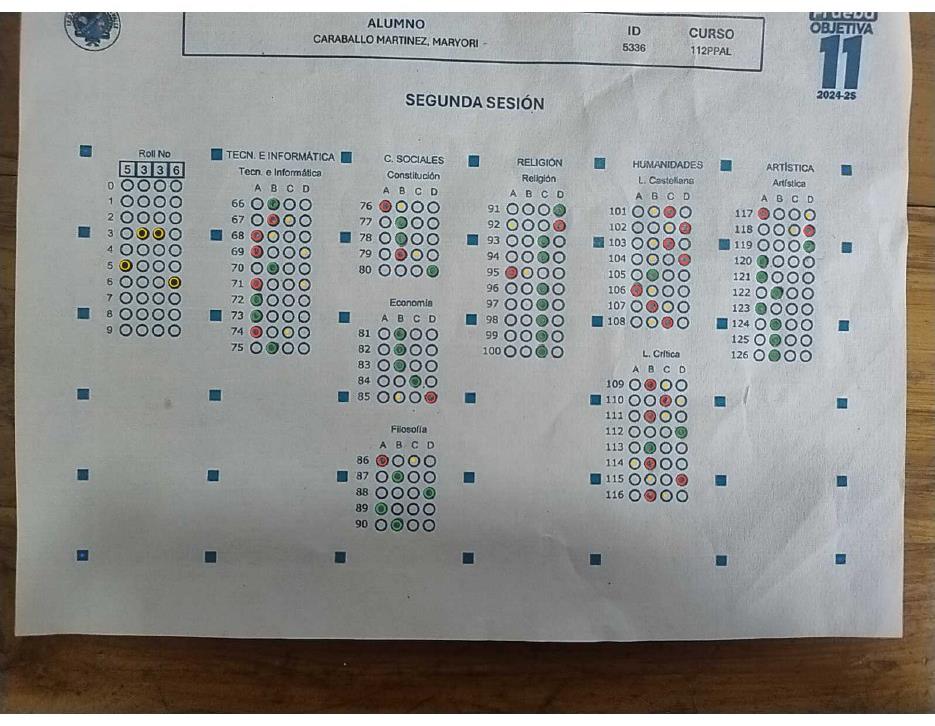 ALUMNO
CARABALLO MARTINEZ, MARYORI
ID
5336
CURSO
112PPAL
Prueba
OBJETIVA
11
2024-25
SEGUNDA SESIÓN
Roll No
5 3 3 6
0
1
2
3
4
5
6
7
8
9
TECN. E INFORMÁTICA
Tecn. e Informática
A B C D
66
67
68
69
70
71
72
73
74
75
C. SOCIALES
Constitución
A B C D
76
77
78
79
80
Economía
A B C D
81
82
83
84
85
Filosofía
A B C D
86
87
88
89
90
RELIGIÓN
Religión
A B C D
91
92
93
94
95
96
97
98
99
100
HUMANIDADES
L. Castellana
A B C D
101
102
103
104
105
106
107
108
L. Crítica
A B C D
109
110
111
112
113
114
115
116
ARTÍSTICA
Artística
A B C D
117
118
119
120
121
122
123
124
125
126